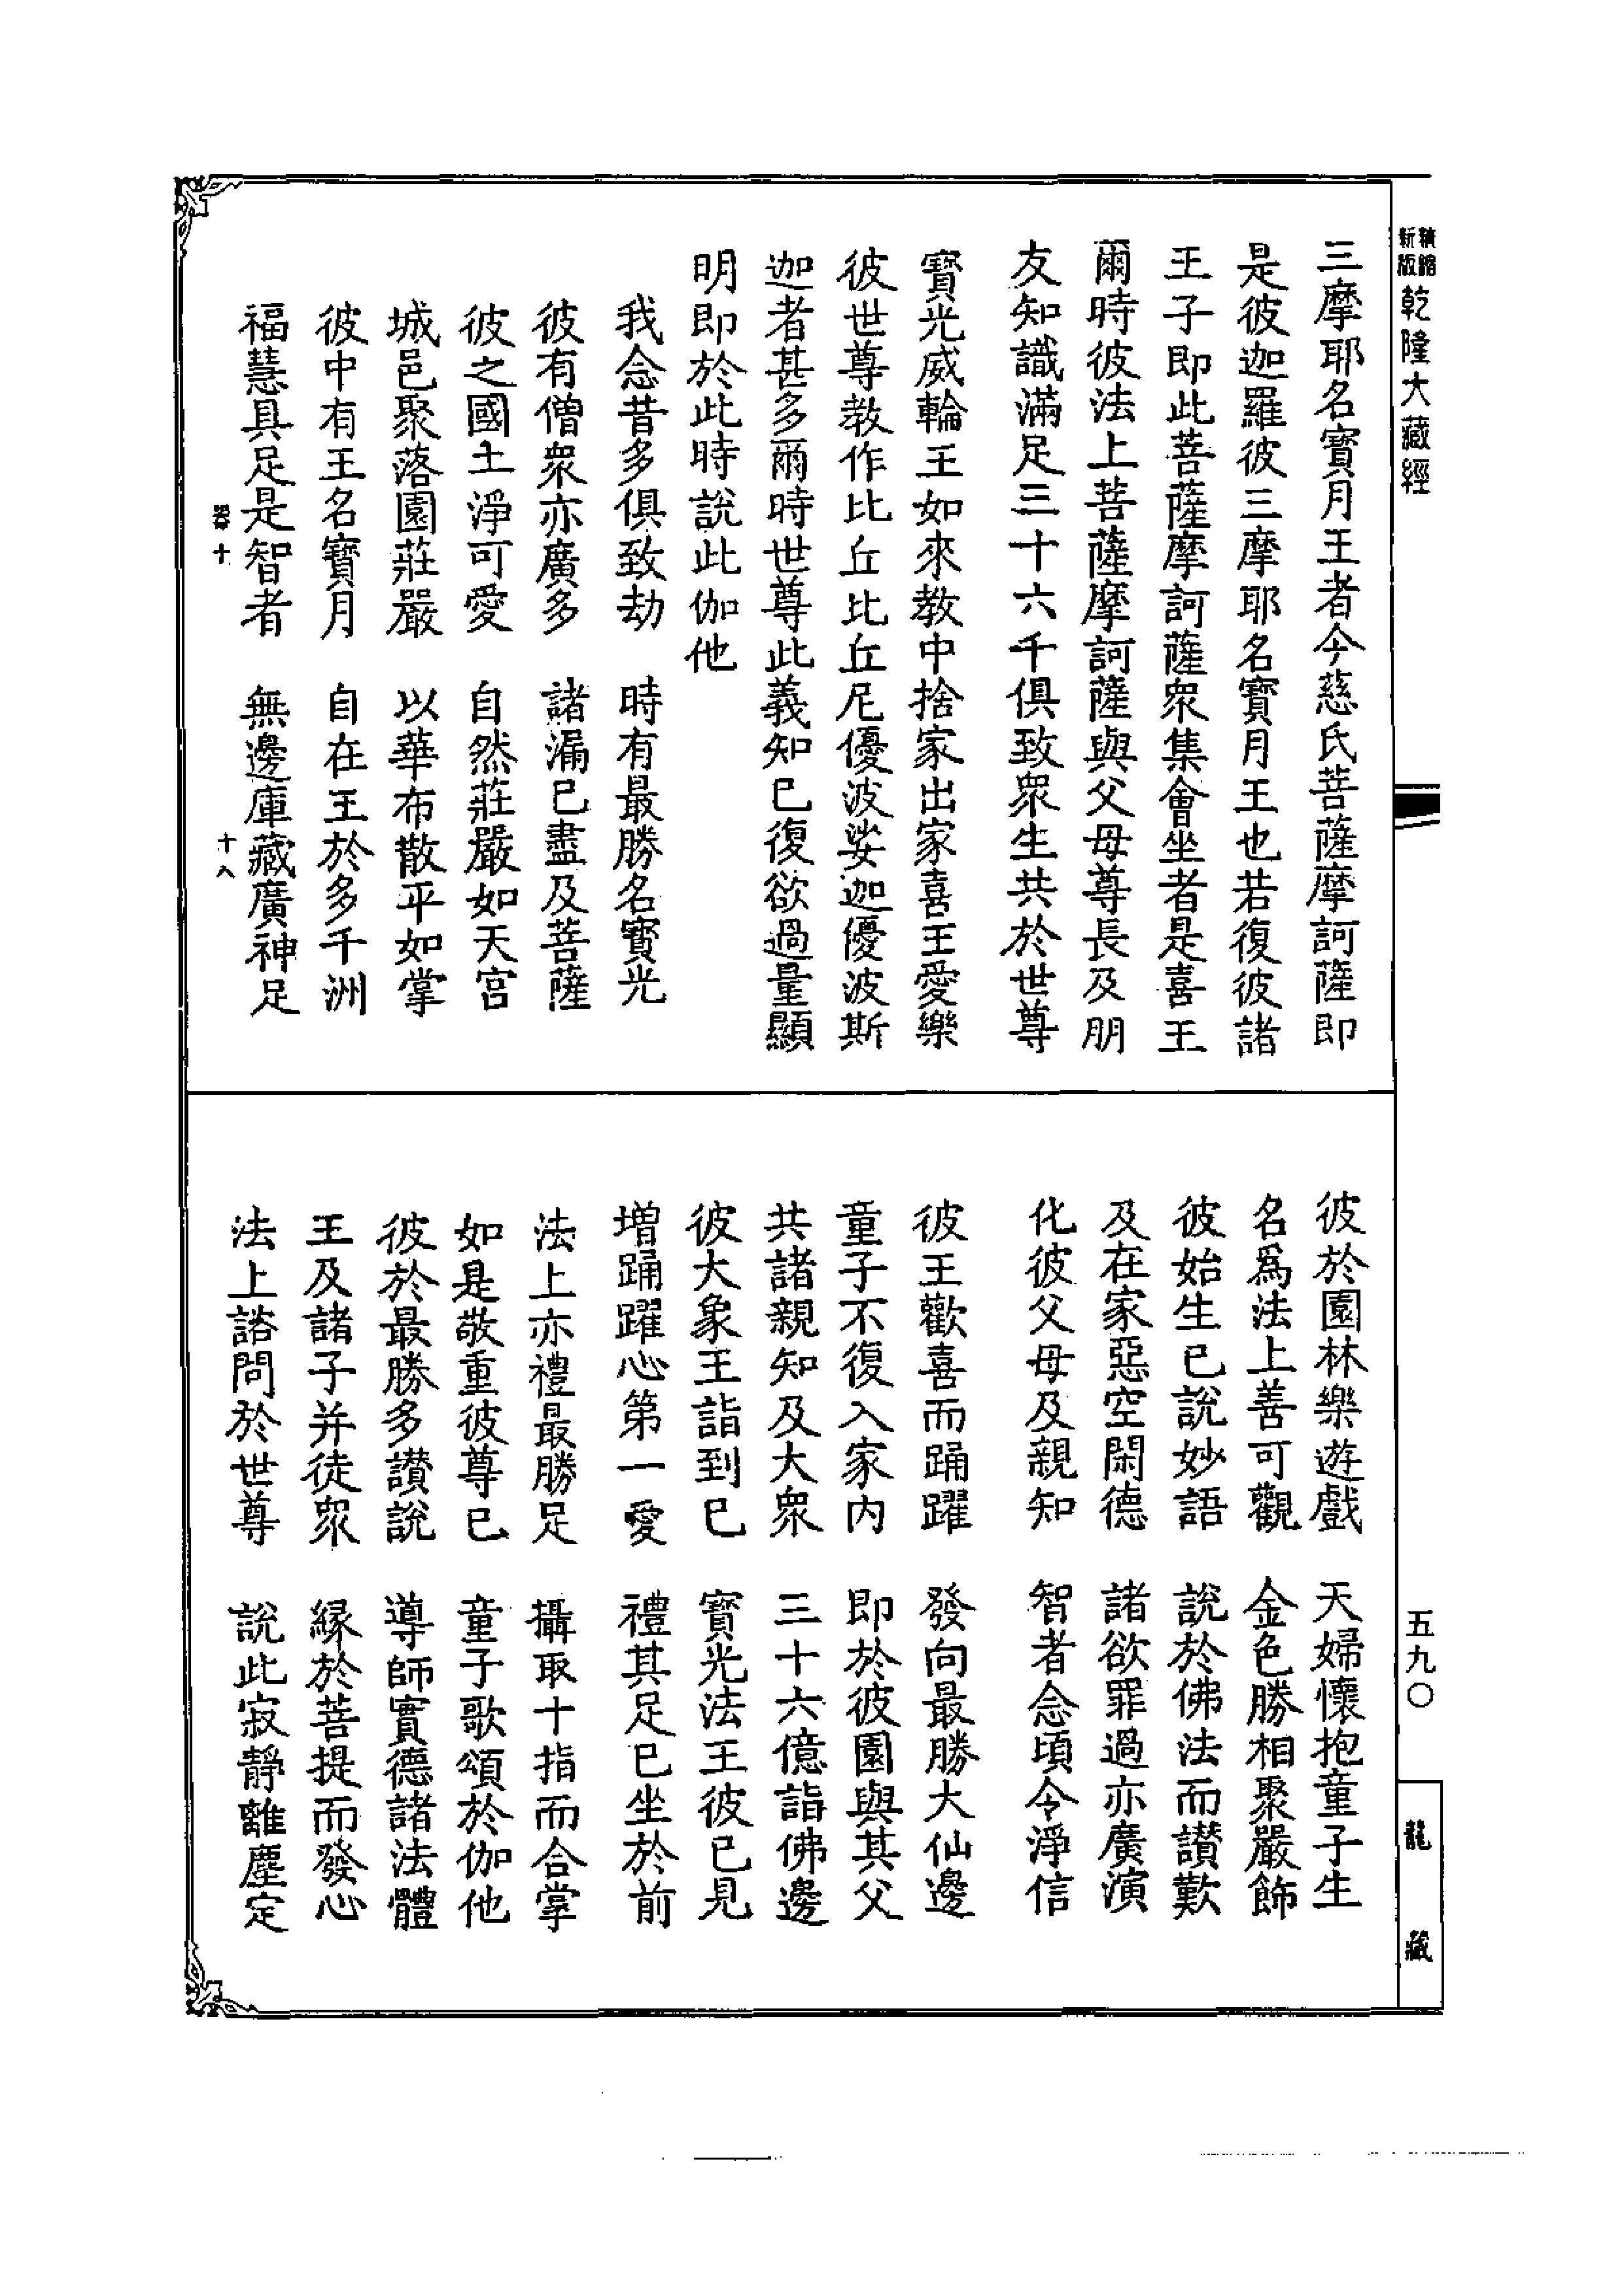 精縮新版乾隆大藏經
三摩耶名寶月王者今慈氏菩薩摩訶薩即
是彼迦羅彼三摩耶名寶月王也若復彼諸
王子即此菩薩摩訶薩衆集會坐者是喜王
爾時彼法上菩薩摩訶薩與父母尊長及朋
友知識滿足三十六千俱致衆生共於世尊
寶光威輪王如來教中捨家出家喜王愛樂
彼世尊教作比丘比丘尼優波娑迦優波斯
迦者甚多爾時世尊此義知已復欲過量顯
明即於此時說此伽他
我念昔多俱致劫　時有最勝名寶光
彼有僧衆亦廣多　諸漏已盡及菩薩
彼之國土淨可愛　自然莊嚴如天宮
城邑聚落園莊嚴　以華布散平如掌
彼中有王名寶月　自在王於多千洲
福慧具足是智者　無邊庫藏廣神足
器十　十八
彼於園林樂遊戲　天婦懷抱童子生
名爲法上善可觀　金色勝相聚嚴飾
彼始生已說妙語　說於佛法而讃歎
及在家惡空閑德　諸欲罪過亦廣演
化彼父母及親知　智者念頃令淨信
彼王歡喜而踊躍　發向最勝大仙邊
童子不復入家内　即於彼園與其父
共諸親知及大衆　三十六億詣佛邊
彼大象王詣到已　寶光法王彼已見
増踊躍心第一愛　禮其足已坐於前
法上亦禮最勝足　攝取十指而合掌
如是敬重彼尊已　童子歌頌於伽他
彼於最勝多讃說　導師實德諸法體
王及諸子并徒衆　縁於菩提而發心
法上諮問於世尊　說此寂靜離塵定
五九〇
龍藏